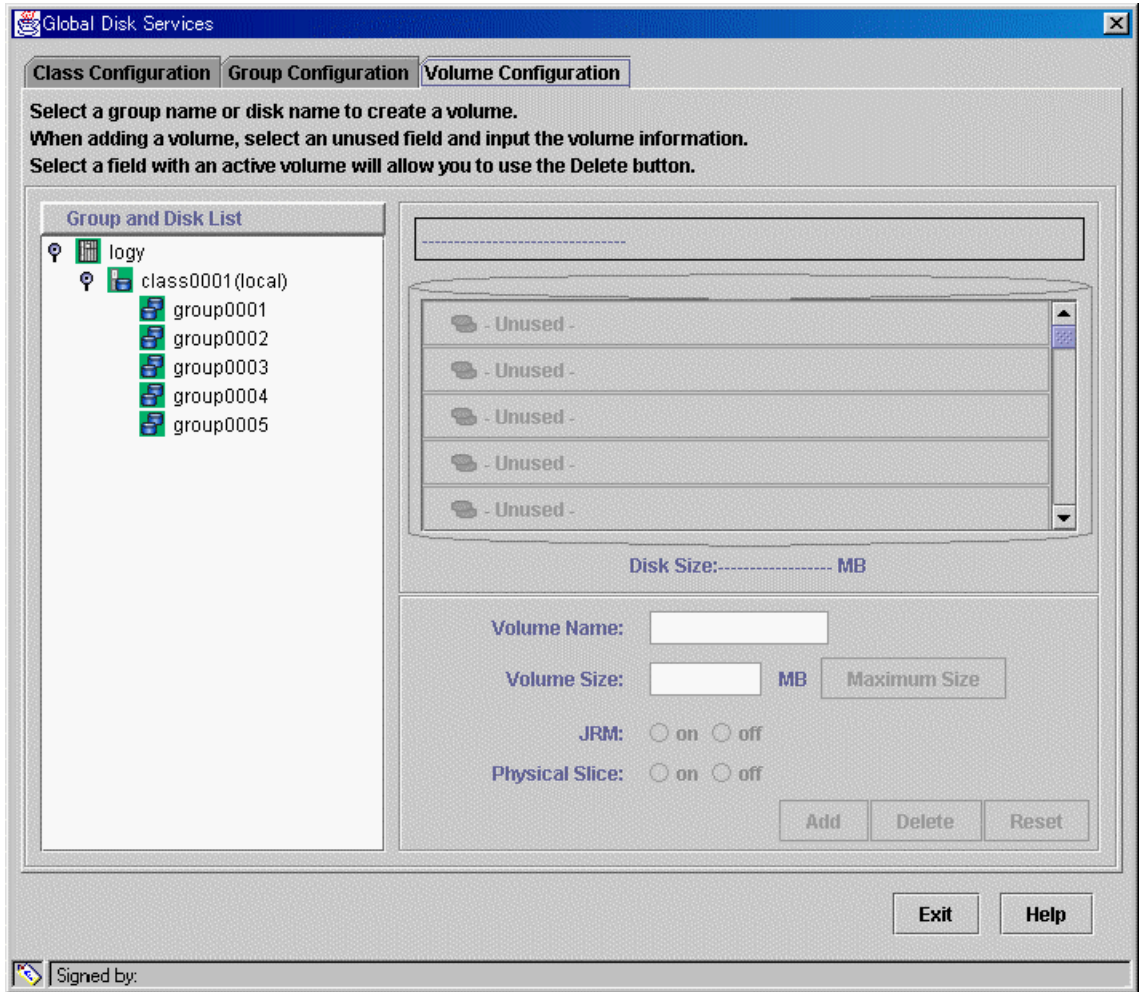 Global Disk Services
Class Configuration Group Configuration Volume Configuration
Select a group name or disk name to create a volume.
When adding a volume, select an unused field and input the volume information.
Select a field with an active volume will allow you to use the Delete button.
Group and Disk List
logy
class0001(local)
group0001
group0002
group0003
group0004
group0005
--------------------------------
- Unused -
- Unused -
- Unused -
- Unused -
- Unused -
Disk Size:------------------ MB
Volume Name:
Volume Size: MB Maximum Size
JRM: on off
Physical Slice: on off
Add Delete Reset
Exit Help
Signed by: